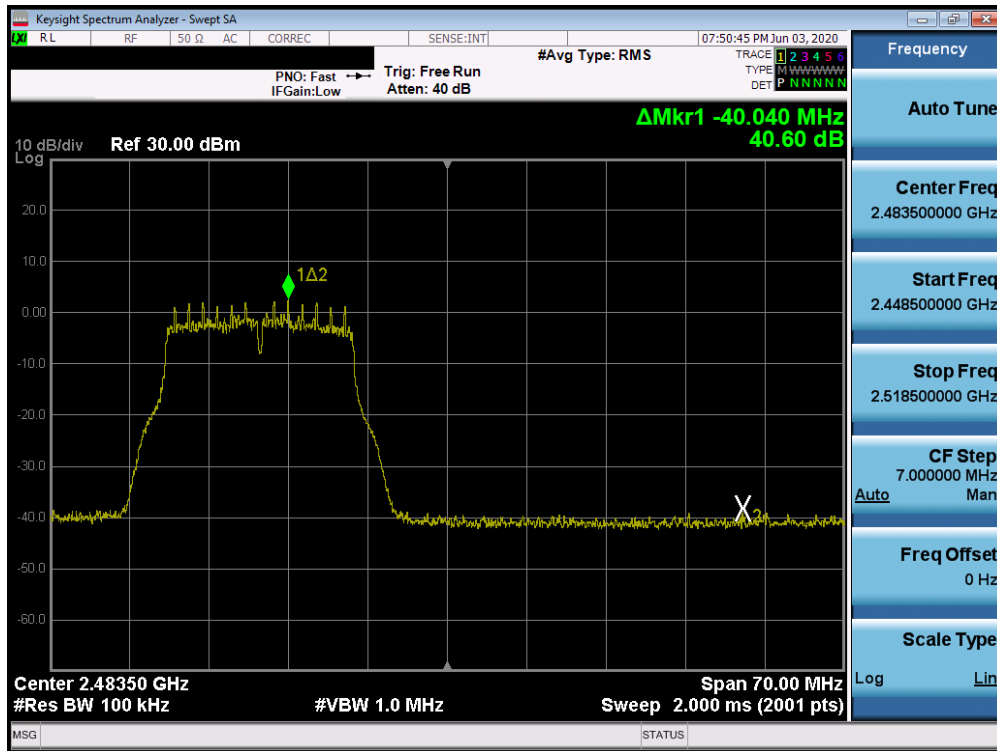 Keysight Spectrum Analyzer - Swept SA
LXI RL RF 50 Ω AC CORREC SENSE:INT 07:50:45 PM Jun 03, 2020
#Avg Type: RMS
TRACE 1 2 3 4 5 6
TYPE M WWWWW
DET P N N N N N
PNO: Fast
IFGain:Low
Trig: Free Run
Atten: 40 dB
ΔMkr1 -40.040 MHz
40.60 dB
10 dB/div
Log
Ref 30.00 dBm
20.0
10.0
0.00
-10.0
-20.0
-30.0
-40.0
-50.0
-60.0
1Δ2
X2
Center 2.48350 GHz
#Res BW 100 kHz
#VBW 1.0 MHz
Span 70.00 MHz
Sweep 2.000 ms (2001 pts)
MSG
STATUS
Frequency
Auto Tune
Center Freq
2.483500000 GHz
Start Freq
2.448500000 GHz
Stop Freq
2.518500000 GHz
CF Step
7.000000 MHz
Auto Man
Freq Offset
0 Hz
Scale Type
Log Lin